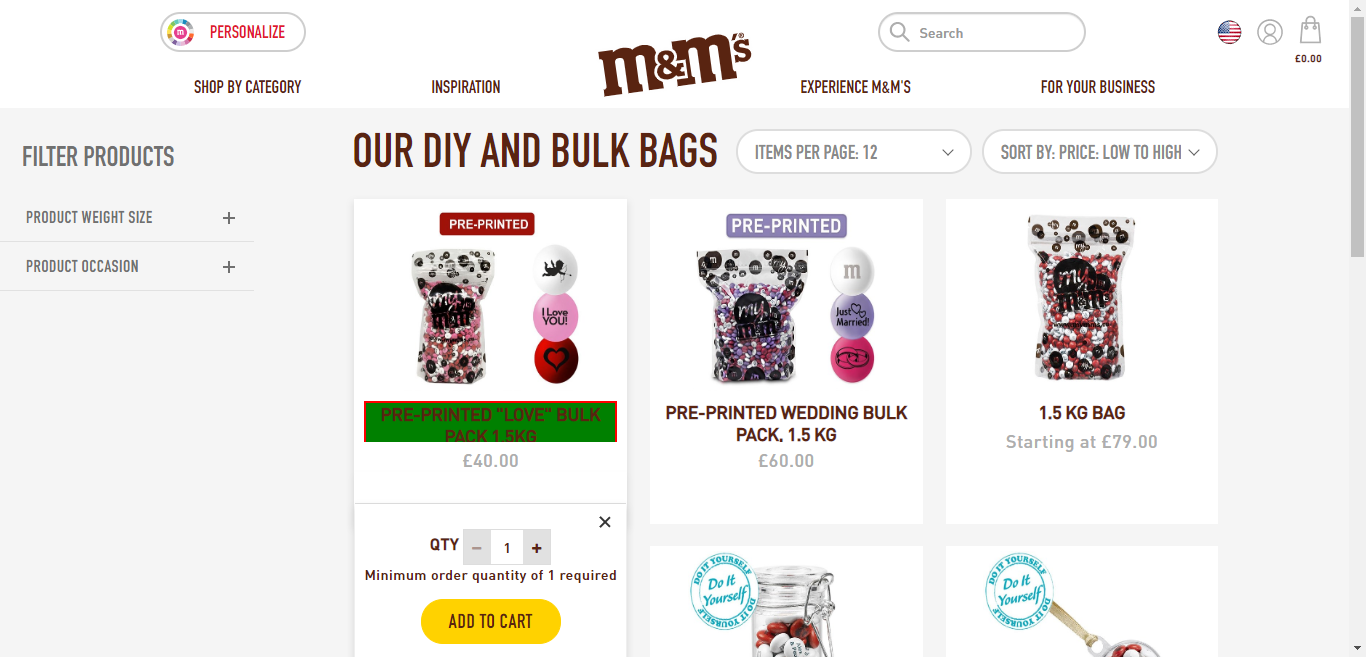 PERSONALIZE
m&m's®
Search
£0.00
SHOP BY CATEGORY
INSPIRATION
EXPERIENCE M&M'S
FOR YOUR BUSINESS
FILTER PRODUCTS
PRODUCT WEIGHT SIZE
PRODUCT OCCASION
OUR DIY AND BULK BAGS
ITEMS PER PAGE: 12
SORT BY: PRICE: LOW TO HIGH
PRE-PRINTED
my
m&m's
I Love
YOU!
PRE-PRINTED "LOVE" BULK
PACK 1.5KG
£40.00
QTY
−
1
+
Minimum order quantity of 1 required
ADD TO CART
PRE-PRINTED
my
m&m's
m
Just
Married!
PRE-PRINTED WEDDING BULK
PACK, 1.5 KG
£60.00
my
m&m's
1.5 KG BAG
Starting at £79.00
DO IT YOURSELF
Do It
Yourself
DO IT YOURSELF
DO IT YOURSELF
Do It
Yourself
DO IT YOURSELF